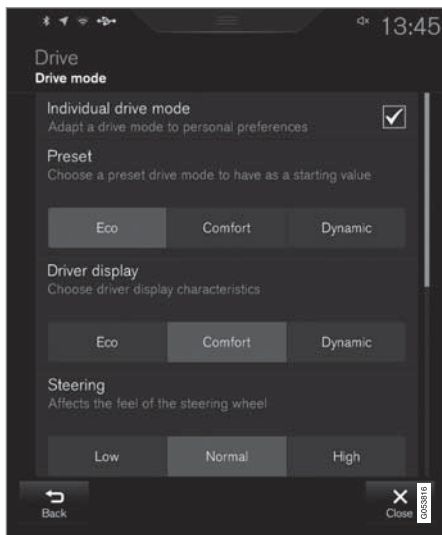 13:45
Drive
Drive mode
Individual drive mode
Adapt a drive mode to personal preferences
Preset
Choose a preset drive mode to have as a starting value
Eco Comfort Dynamic
Driver display
Choose driver display characteristics
Eco Comfort Dynamic
Steering
Affects the feel of the steering wheel
Low Normal High
Back Close
G053816